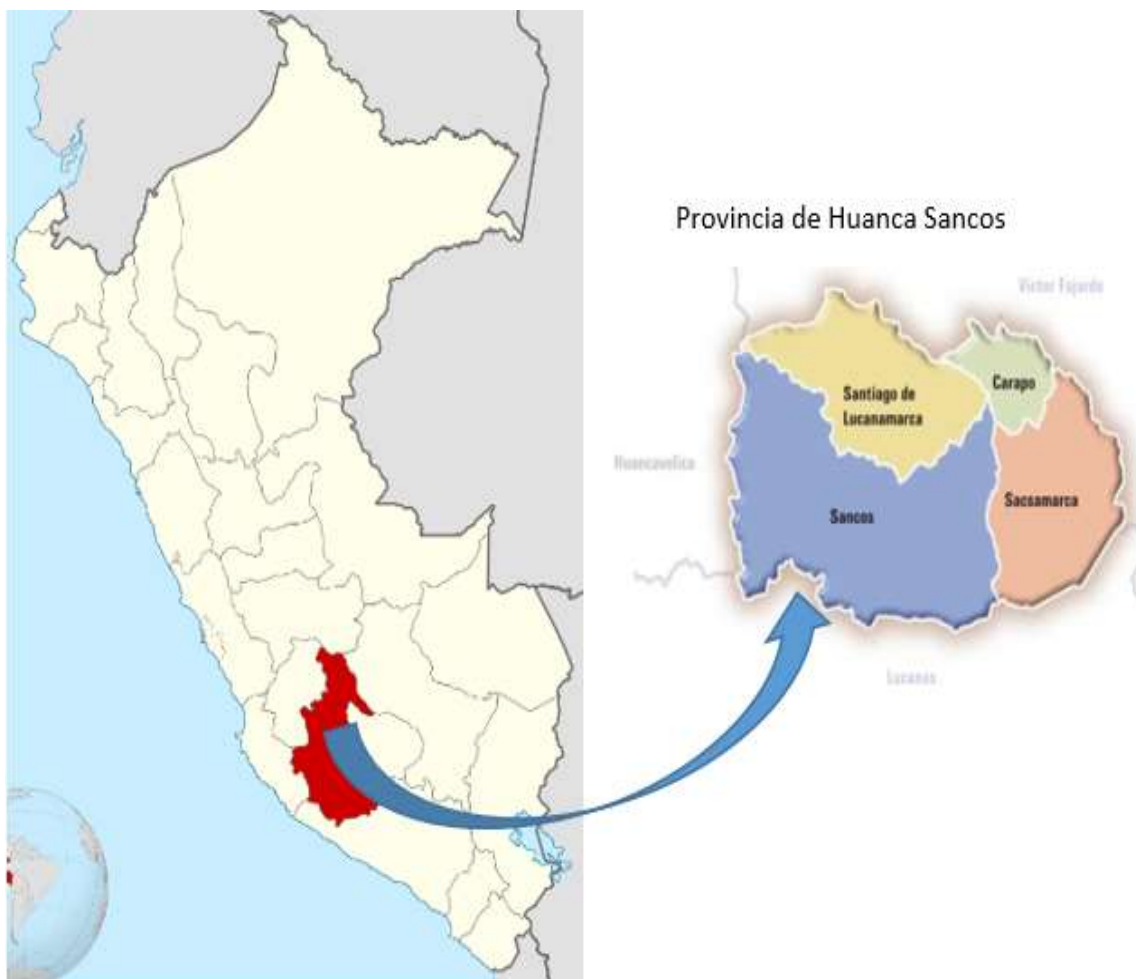 Provincia de Huanca Sancos
Victor Fajardo
Carapo
Santiago de
Lucanamarca
Huancavelica
Sacsamarca
Sancos
Lucanas